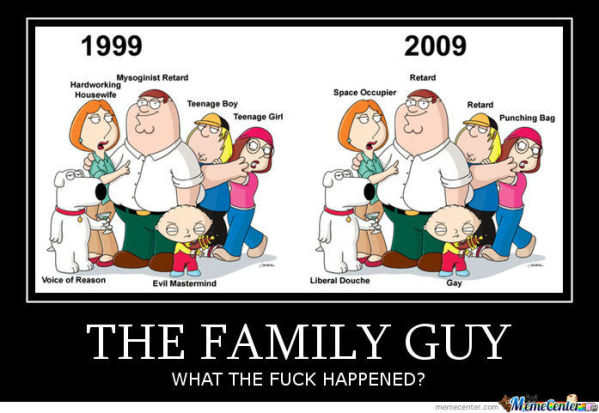 1999
Mysoginist Retard
Hardworking
Housewife
Teenage Boy
Teenage Girl
Voice of Reason
Evil Mastermind
2009
Retard
Space Occupier
Retard
Punching Bag
Liberal Douche
Gay
THE FAMILY GUY
WHAT THE FUCK HAPPENED?
memecenter.com
MemeCenter